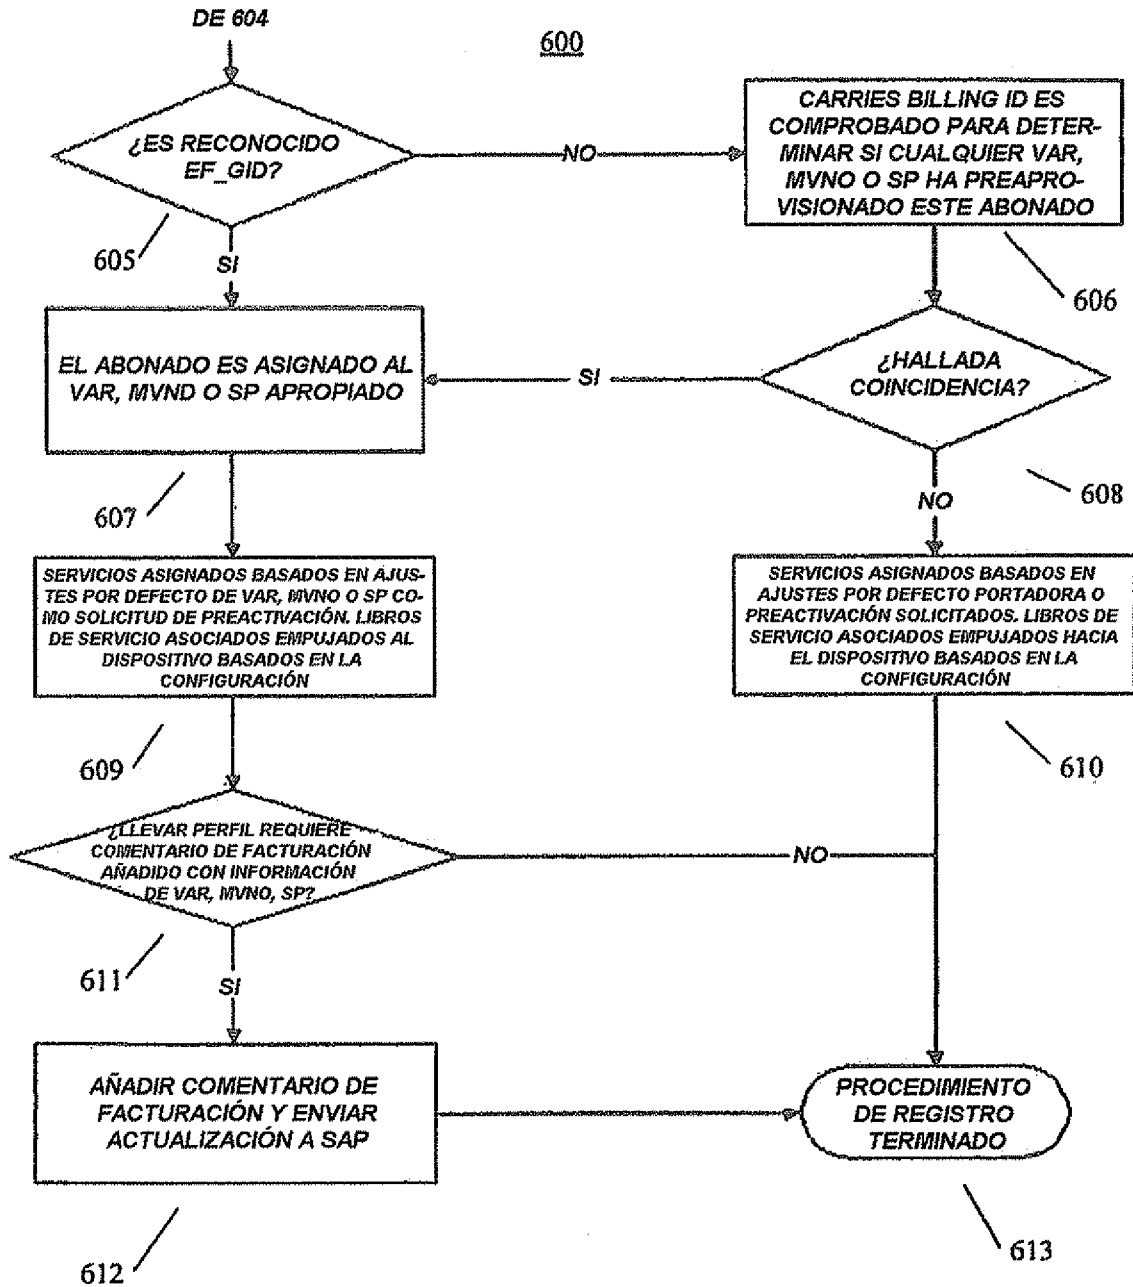 DE 604
600
¿ES RECONOCIDO
EF_GID?
NO
CARRIES BILLING ID ES
COMPROBADO PARA DETER-
MINAR SI CUALQUIER VAR,
MVNO O SP HA PREAPRO-
VISIONADO ESTE ABONADO
605
SI
606
EL ABONADO ES ASIGNADO AL
VAR, MVND O SP APROPIADO
SI
¿HALLADA
COINCIDENCIA?
607
608
NO
SERVICIOS ASIGNADOS BASADOS EN AJUS-
TES POR DEFECTO DE VAR, MVNO O SP CO-
MO SOLICITUD DE PREACTIVACIÓN. LIBROS
DE SERVICIO ASOCIADOS EMPUJADOS AL
DISPOSITIVO BASADOS EN LA
CONFIGURACIÓN
SERVICIOS ASIGNADOS BASADOS EN
AJUSTES POR DEFECTO PORTADORA O
PREACTIVACIÓN SOLICITADOS. LIBROS DE
SERVICIO ASOCIADOS EMPUJADOS HACIA
EL DISPOSITIVO BASADOS EN LA
CONFIGURACIÓN
609
610
¿LLEVAR PERFIL REQUIERE
COMENTARIO DE FACTURACIÓN
AÑADIDO CON INFORMACIÓN
DE VAR, MVNO, SP?
NO
611
SI
AÑADIR COMENTARIO DE
FACTURACIÓN Y ENVIAR
ACTUALIZACIÓN A SAP
PROCEDIMIENTO
DE REGISTRO
TERMINADO
612
613